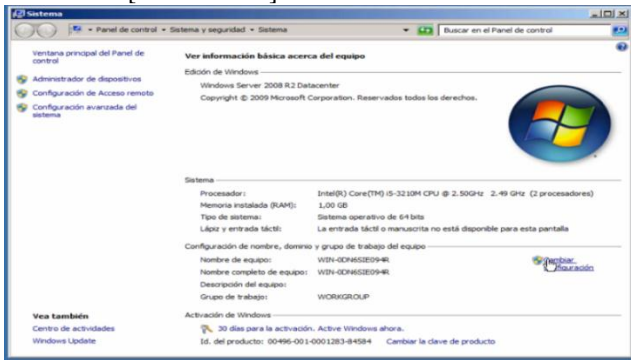 Sistema
Panel de control • Sistema y seguridad • Sistema
Buscar en el Panel de control
Ventana principal del Panel de
control
Administrador de dispositivos
Configuración de Acceso remoto
Configuración avanzada del
sistema
Ver información básica acerca del equipo
Edición de Windows
Windows Server 2008 R2 Datacenter
Copyright © 2009 Microsoft Corporation. Reservados todos los derechos.
Sistema
Procesador: Intel(R) Core(TM) i5-3210M CPU @ 2.50GHz 2.49 GHz (2 procesadores)
Memoria instalada (RAM): 1,00 GB
Tipo de sistema: Sistema operativo de 64 bits
Lápiz y entrada táctil: La entrada táctil o manuscrita no está disponible para esta pantalla
Configuración de nombre, dominio y grupo de trabajo del equipo
Nombre de equipo: WIN-0DN6SIE094R
Nombre completo de equipo: WIN-0DN6SIE094R
Descripción del equipo:
Grupo de trabajo: WORKGROUP
Activación de Windows
30 días para la activación. Active Windows ahora.
Id. del producto: 00496-001-0001283-84584 Cambiar la clave de producto
Vea también
Centro de actividades
Windows Update